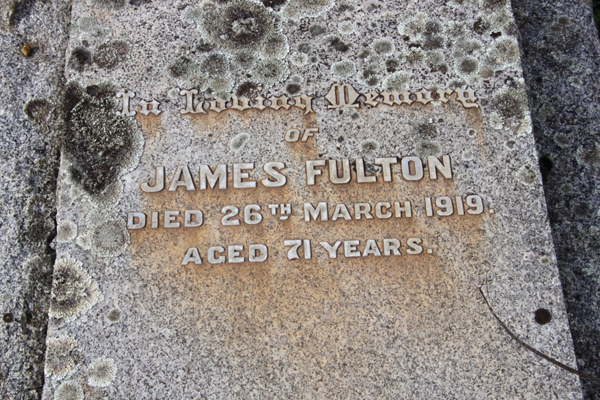 In Loving Memory
OF
JAMES FULTON
DIED 26TH MARCH 1919.
AGED 71 YEARS.